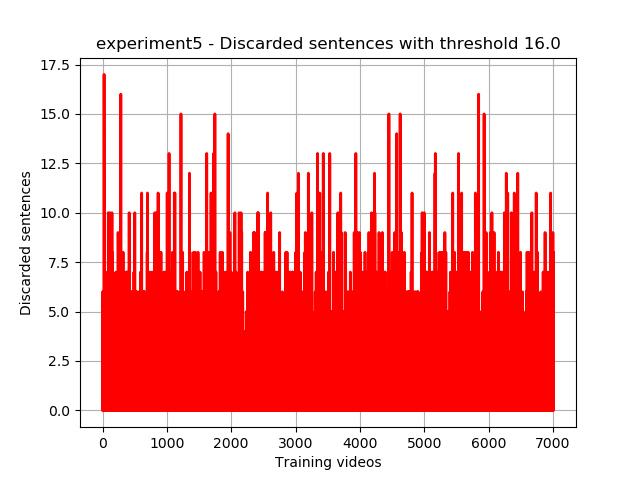 experiment5 - Discarded sentences with threshold 16.0
17.5
15.0
12.5
10.0
7.5
5.0
2.5
0.0
Discarded sentences
0 1000 2000 3000 4000 5000 6000 7000
Training videos